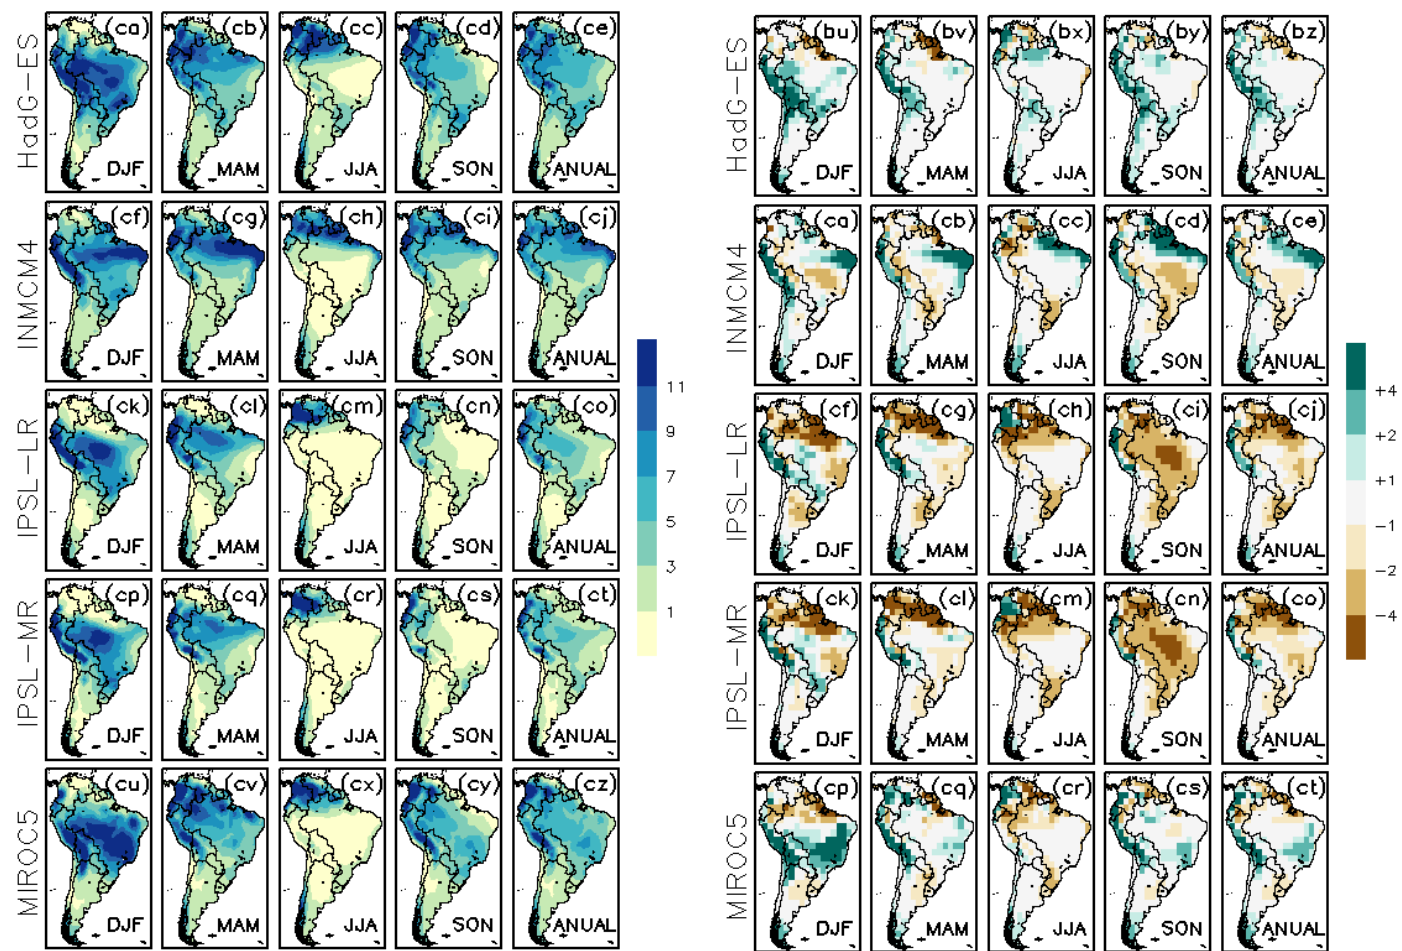 HadG-ES
(ca) (cb) (cc) (cd) (ce)
DJF MAM JJA SON ANUAL
INMCM4
(cf) (cg) (ch) (ci) (cj)
DJF MAM JJA SON ANUAL
IPSL-LR
(ck) (cl) (cm) (cn) (co)
DJF MAM JJA SON ANUAL
IPSL-MR
(cp) (cq) (cr) (cs) (ct)
DJF MAM JJA SON ANUAL
MIROC5
(cu) (cv) (cx) (cy) (cz)
DJF MAM JJA SON ANUAL
11
9
7
5
3
1
HadG-ES
(bu) (bv) (bx) (by) (bz)
DJF MAM JJA SON ANUAL
INMCM4
(ca) (cb) (cc) (cd) (ce)
DJF MAM JJA SON ANUAL
IPSL-LR
(cf) (cg) (ch) (ci) (cj)
DJF MAM JJA SON ANUAL
IPSL-MR
(ck) (cl) (cm) (cn) (co)
DJF MAM JJA SON ANUAL
MIROC5
(cp) (cq) (cr) (cs) (ct)
DJF MAM JJA SON ANUAL
+4
+2
+1
-1
-2
-4